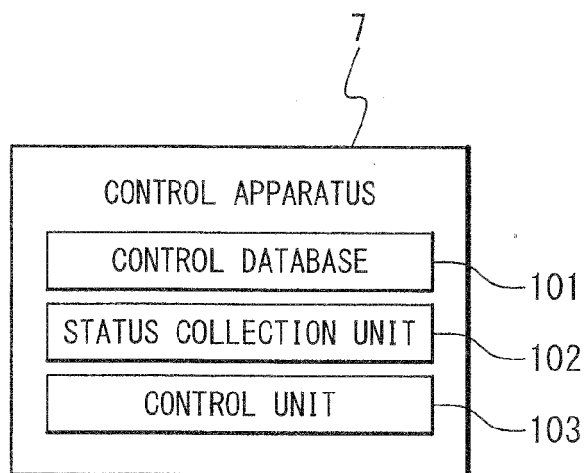 7
CONTROL APPARATUS
CONTROL DATABASE
101
STATUS COLLECTION UNIT
102
CONTROL UNIT
103